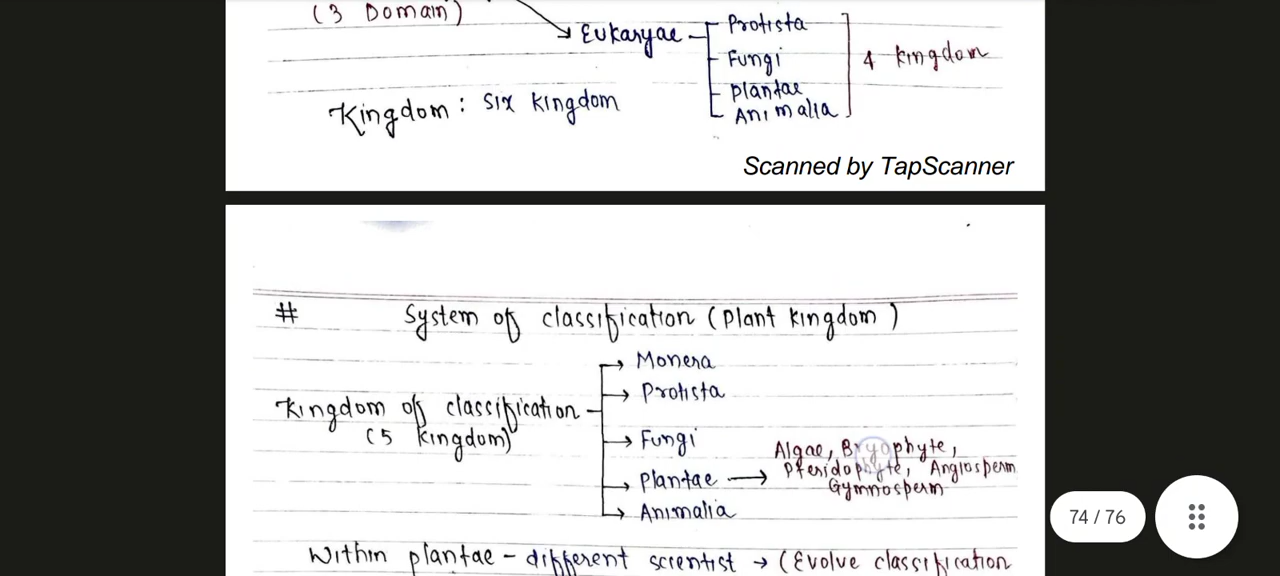 (3 Domain)
Eukaryae
Protista
Fungi
Plantae
Animalia
4 kingdom
Kingdom : Six kingdom
Scanned by TapScanner
# System of classification (Plant kingdom )
Monera
Protista
Kingdom of classification
(5 kingdom)
Fungi
Plantae → Algae, Bryophyte,
Pteridophyte, Angiosperm
Gymnosperm
Animalia
Within plantae - different scientist → (Evolve classification
74 / 76